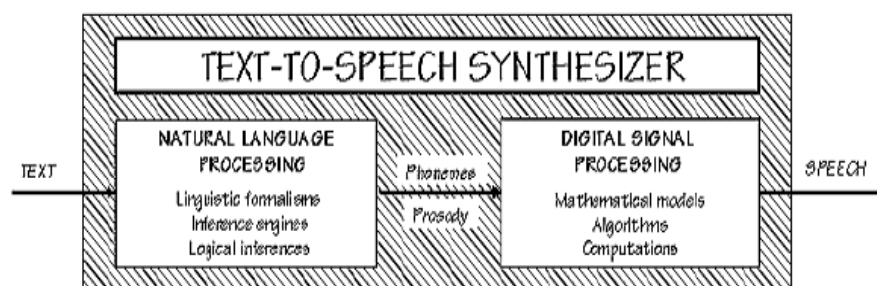 TEXT-TO-SPEECH SYNTHESIZER
TEXT
NATURAL LANGUAGE
PROCESSING
Linguistic formalisms
Inference engines
Logical inferences
Phonemes
Prosody
DIGITAL SIGNAL
PROCESSING
Mathematical models
Algorithms
Computations
SPEECH